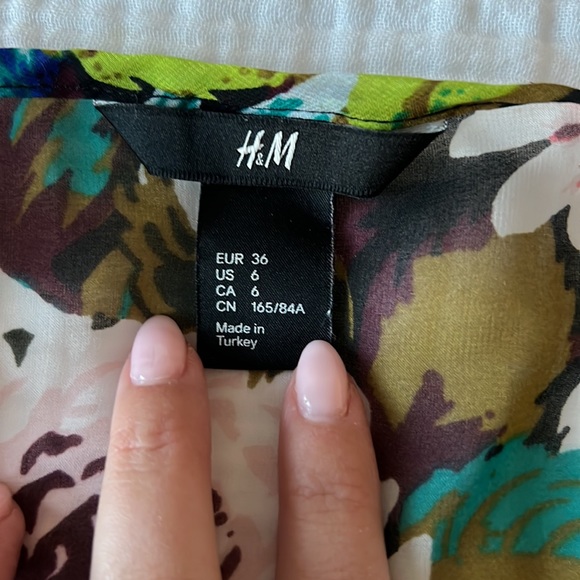 H&M
EUR 36
US 6
CA 6
CN 165/84A
Made in
Turkey